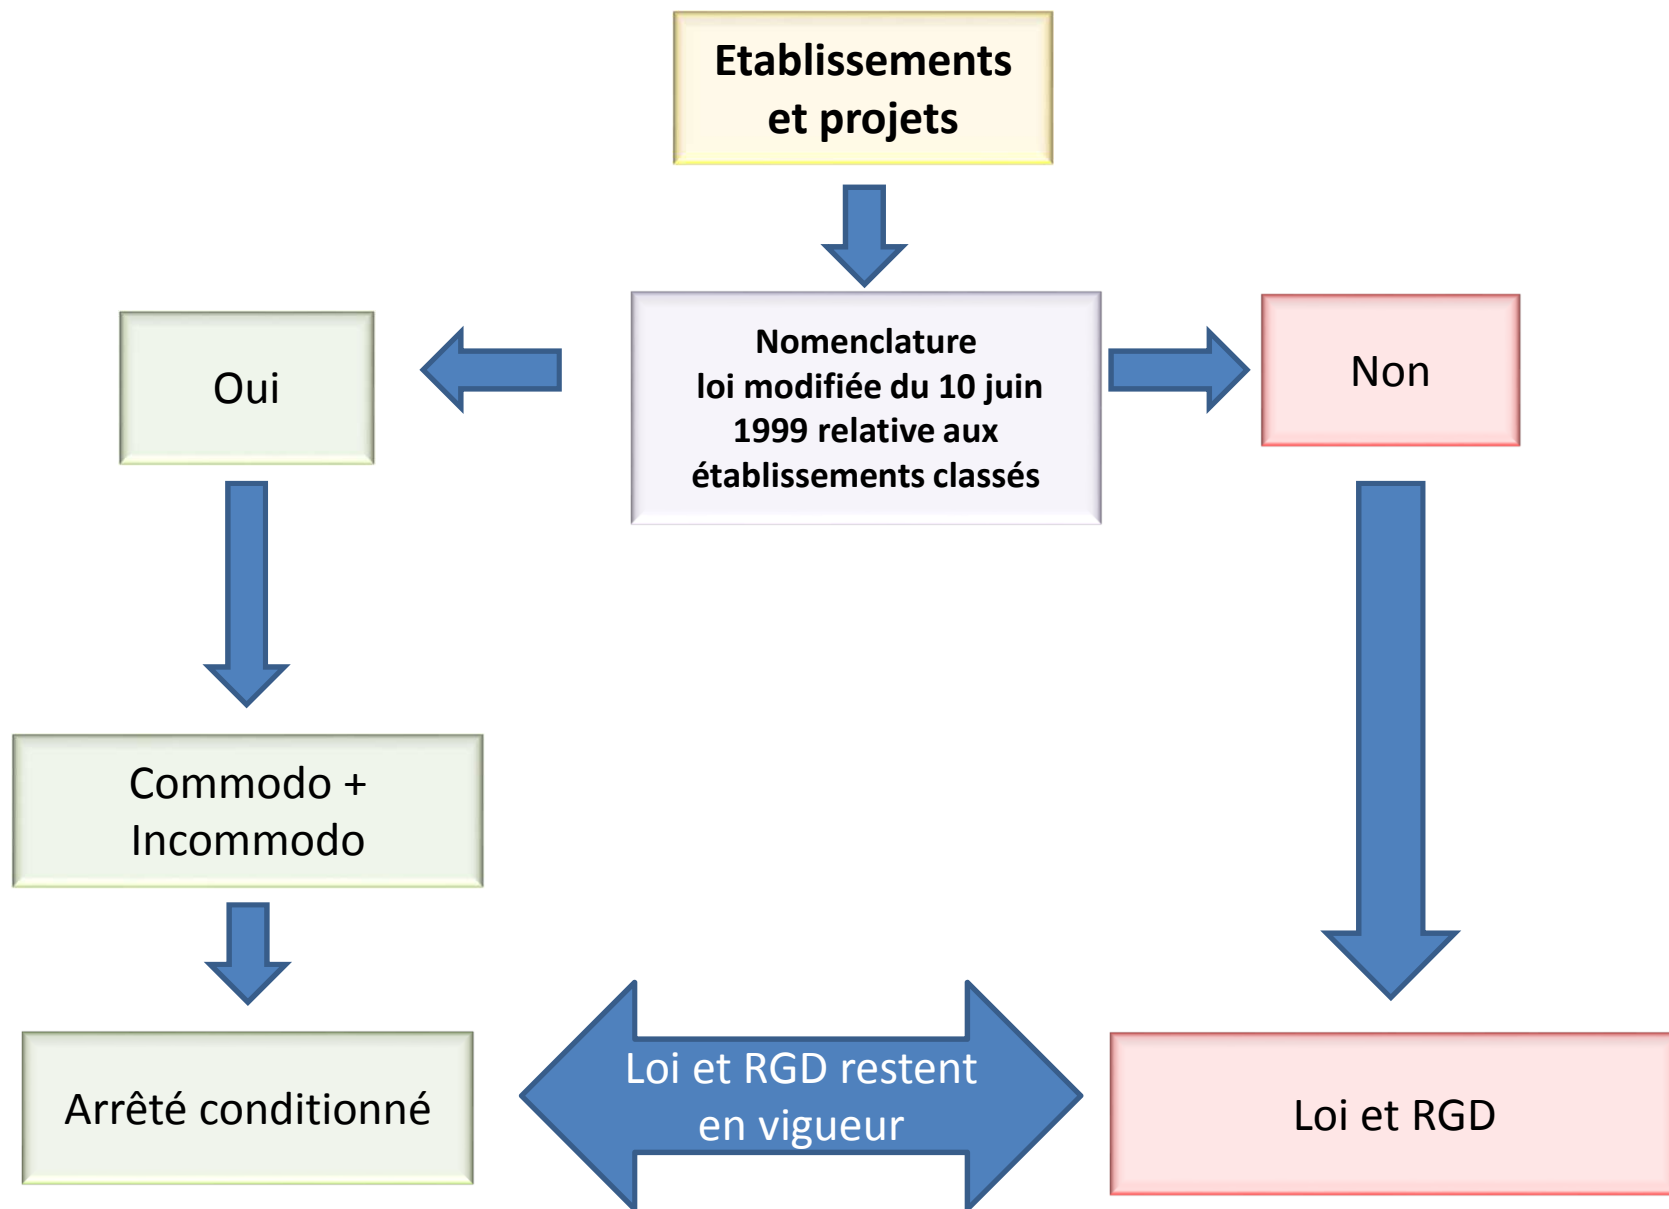 Etablissements
et projets
Oui
Nomenclature
loi modifiée du 10 juin
1999 relative aux
établissements classés
Non
Commodo +
Incommodo
Arrêté conditionné
Loi et RGD restent
en vigueur
Loi et RGD